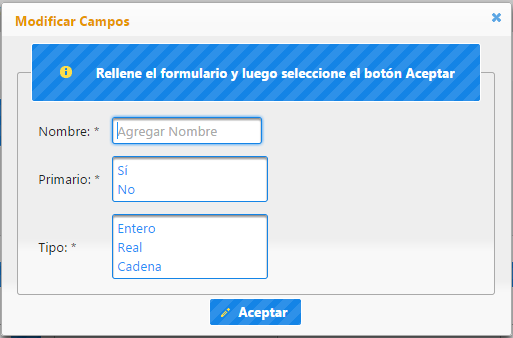 Modificar Campos
Rellene el formulario y luego seleccione el botón Aceptar
Nombre: * Agregar Nombre
Primario: * Sí
No
Tipo: * Entero
Real
Cadena
Aceptar